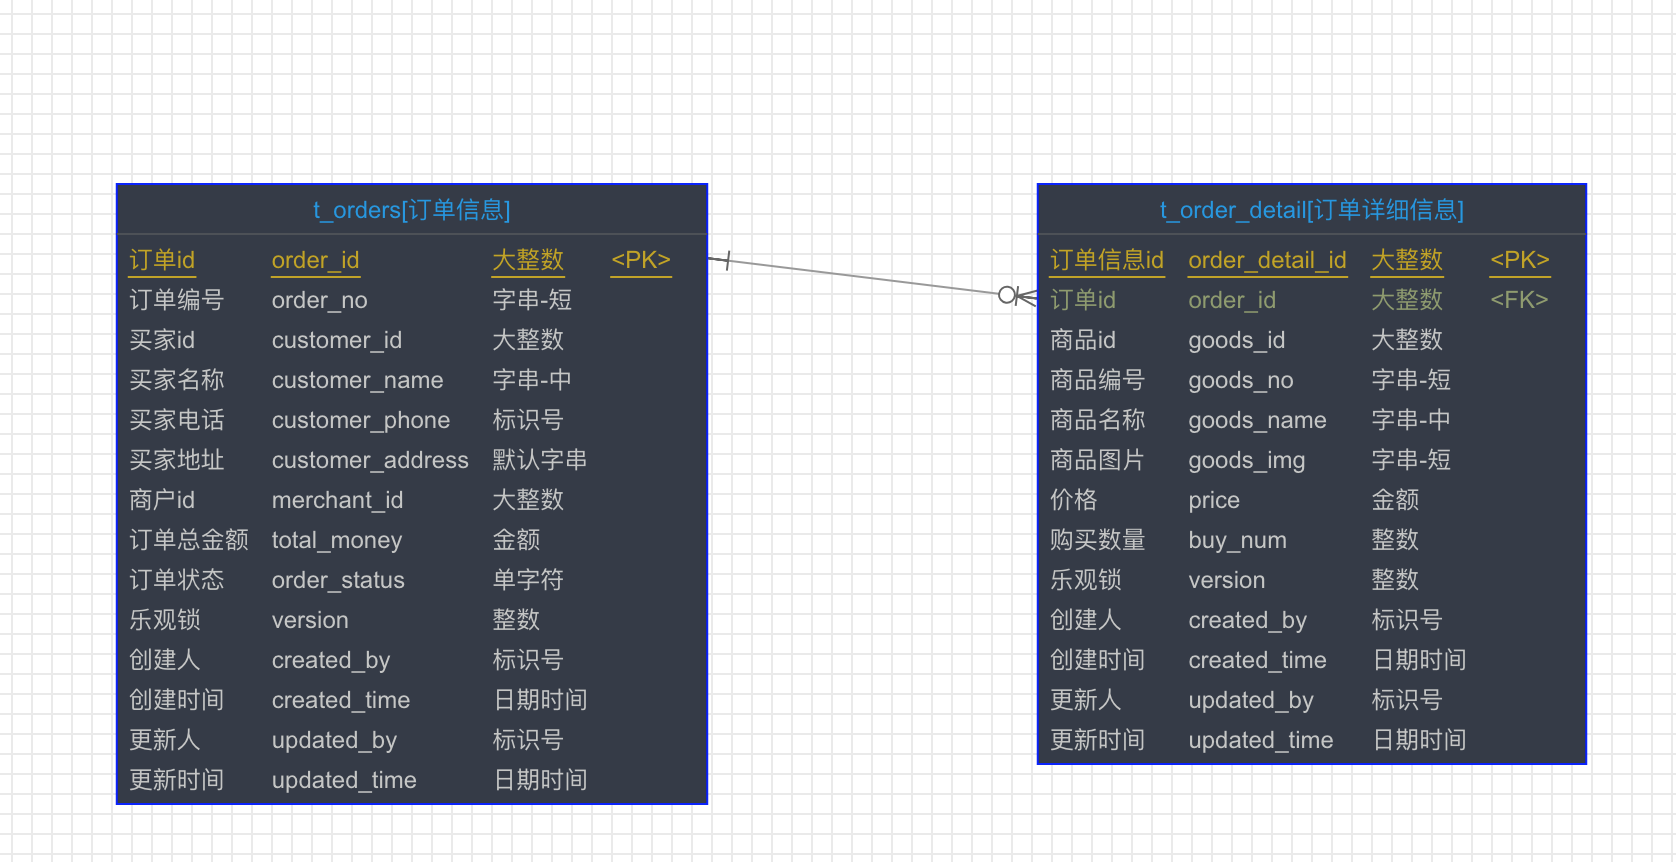 t_orders[订单信息]
订单id order_id 大整数 <PK>
订单编号 order_no 字串-短
买家id customer_id 大整数
买家名称 customer_name 字串-中
买家电话 customer_phone 标识号
买家地址 customer_address 默认字串
商户id merchant_id 大整数
订单总金额 total_money 金额
订单状态 order_status 单字符
乐观锁 version 整数
创建人 created_by 标识号
创建时间 created_time 日期时间
更新人 updated_by 标识号
更新时间 updated_time 日期时间
t_order_detail[订单详细信息]
订单信息id order_detail_id 大整数 <PK>
订单id order_id 大整数 <FK>
商品id goods_id 大整数
商品编号 goods_no 字串-短
商品名称 goods_name 字串-中
商品图片 goods_img 字串-短
价格 price 金额
购买数量 buy_num 整数
乐观锁 version 整数
创建人 created_by 标识号
创建时间 created_time 日期时间
更新人 updated_by 标识号
更新时间 updated_time 日期时间